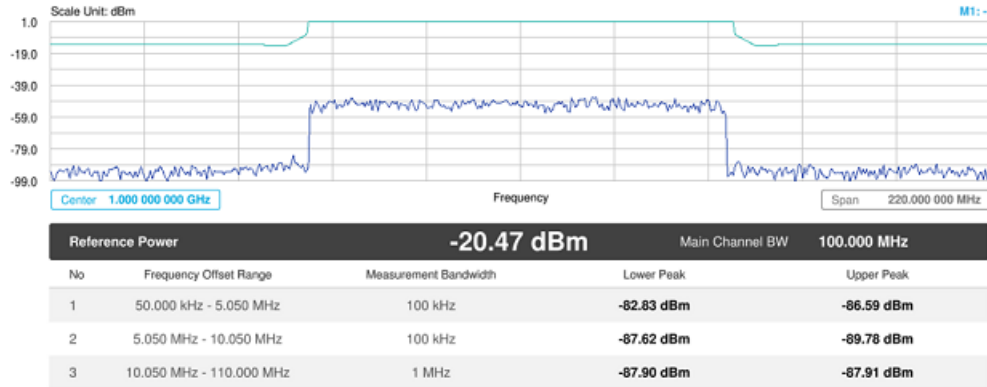 Scale Unit: dBm
M1: -
1.0
-19.0
-39.0
-59.0
-79.0
-99.0
Center 1.000 000 000 GHz
Frequency
Span 220.000 000 MHz
Reference Power -20.47 dBm Main Channel BW 100.000 MHz
No Frequency Offset Range Measurement Bandwidth Lower Peak Upper Peak
1 50.000 kHz - 5.050 MHz 100 kHz -82.83 dBm -86.59 dBm
2 5.050 MHz - 10.050 MHz 100 kHz -87.62 dBm -89.78 dBm
3 10.050 MHz - 110.000 MHz 1 MHz -87.90 dBm -87.91 dBm